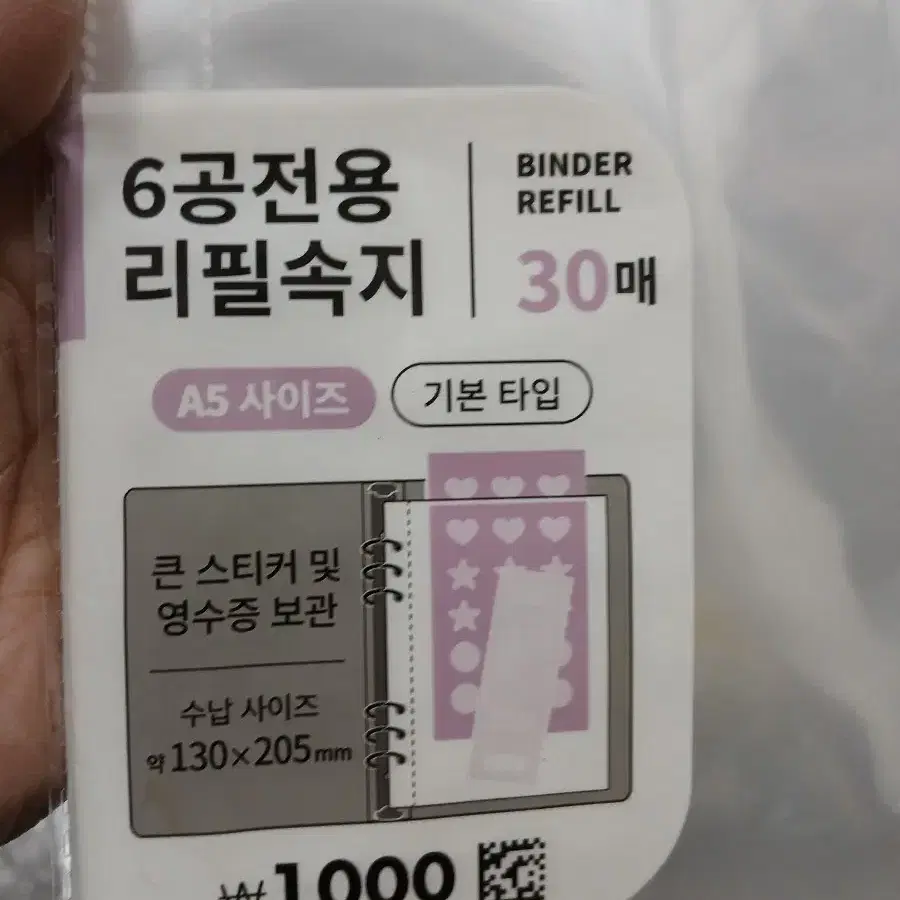 6공전용
리필속지
BINDER
REFILL
30매
A5 사이즈
기본 타입
큰 스티커 및
영수증 보관
수납 사이즈
약 130×205mm
₩1000